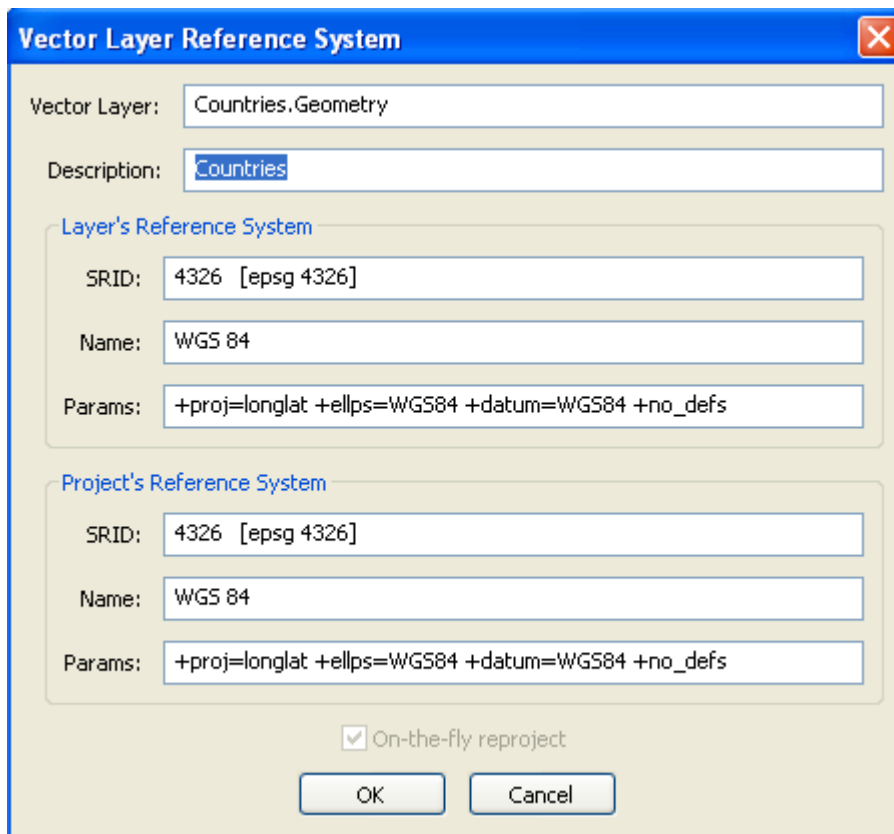 Vector Layer Reference System
Vector Layer: Countries.Geometry
Description: Countries
Layer's Reference System
SRID: 4326 [epsg 4326]
Name: WGS 84
Params: +proj=longlat +ellps=WGS84 +datum=WGS84 +no_defs
Project's Reference System
SRID: 4326 [epsg 4326]
Name: WGS 84
Params: +proj=longlat +ellps=WGS84 +datum=WGS84 +no_defs
On-the-fly reproject
OK Cancel